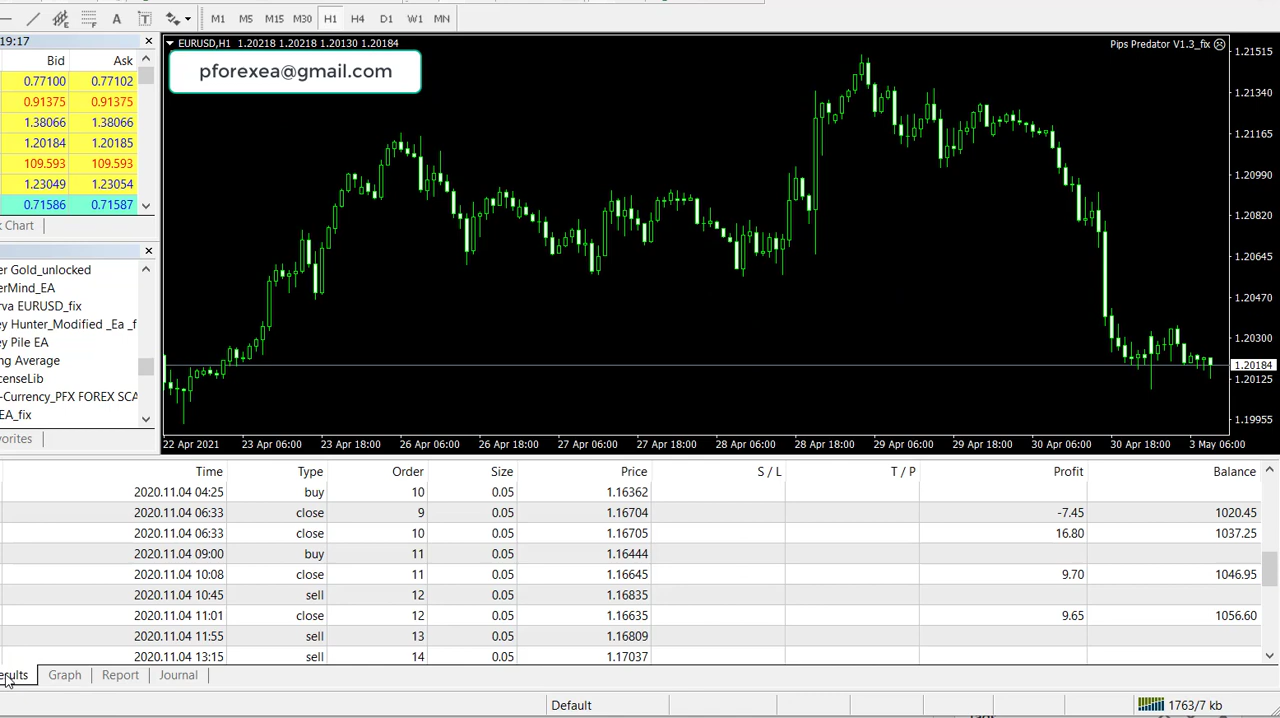 M1 M5 M15 M30 H1 H4 D1 W1 MN
19:17
Bid Ask
0.77100 0.77102
0.91375 0.91375
1.38066 1.38066
1.20184 1.20185
109.593 109.593
1.23049 1.23054
0.71586 0.71587
k Chart
er Gold_unlocked
erMind_EA
rva EURUSD_fix
ey Hunter_Modified _Ea _f
ey Pile EA
ng Average
censeLib
-Currency_PFX FOREX SCA
EA_fix
vorites
EURUSD,H1 1.20218 1.20218 1.20130 1.20184
Pips Predator V1.3_fix
pforexea@gmail.com
1.21515
1.21340
1.21165
1.20990
1.20820
1.20645
1.20470
1.20300
1.20184
1.20125
1.19955
22 Apr 2021 23 Apr 06:00 23 Apr 18:00 26 Apr 06:00 26 Apr 18:00 27 Apr 06:00 27 Apr 18:00 28 Apr 06:00 28 Apr 18:00 29 Apr 06:00 29 Apr 18:00 30 Apr 06:00 30 Apr 18:00 3 May 06:00
Time Type Order Size Price S / L T / P Profit Balance
2020.11.04 04:25 buy 10 0.05 1.16362
2020.11.04 06:33 close 9 0.05 1.16704 -7.45 1020.45
2020.11.04 06:33 close 10 0.05 1.16705 16.80 1037.25
2020.11.04 09:00 buy 11 0.05 1.16444
2020.11.04 10:08 close 11 0.05 1.16645 9.70 1046.95
2020.11.04 10:45 sell 12 0.05 1.16835
2020.11.04 11:01 close 12 0.05 1.16635 9.65 1056.60
2020.11.04 11:55 sell 13 0.05 1.16809
2020.11.04 13:15 sell 14 0.05 1.17037
esults Graph Report Journal
Default 1763/7 kb